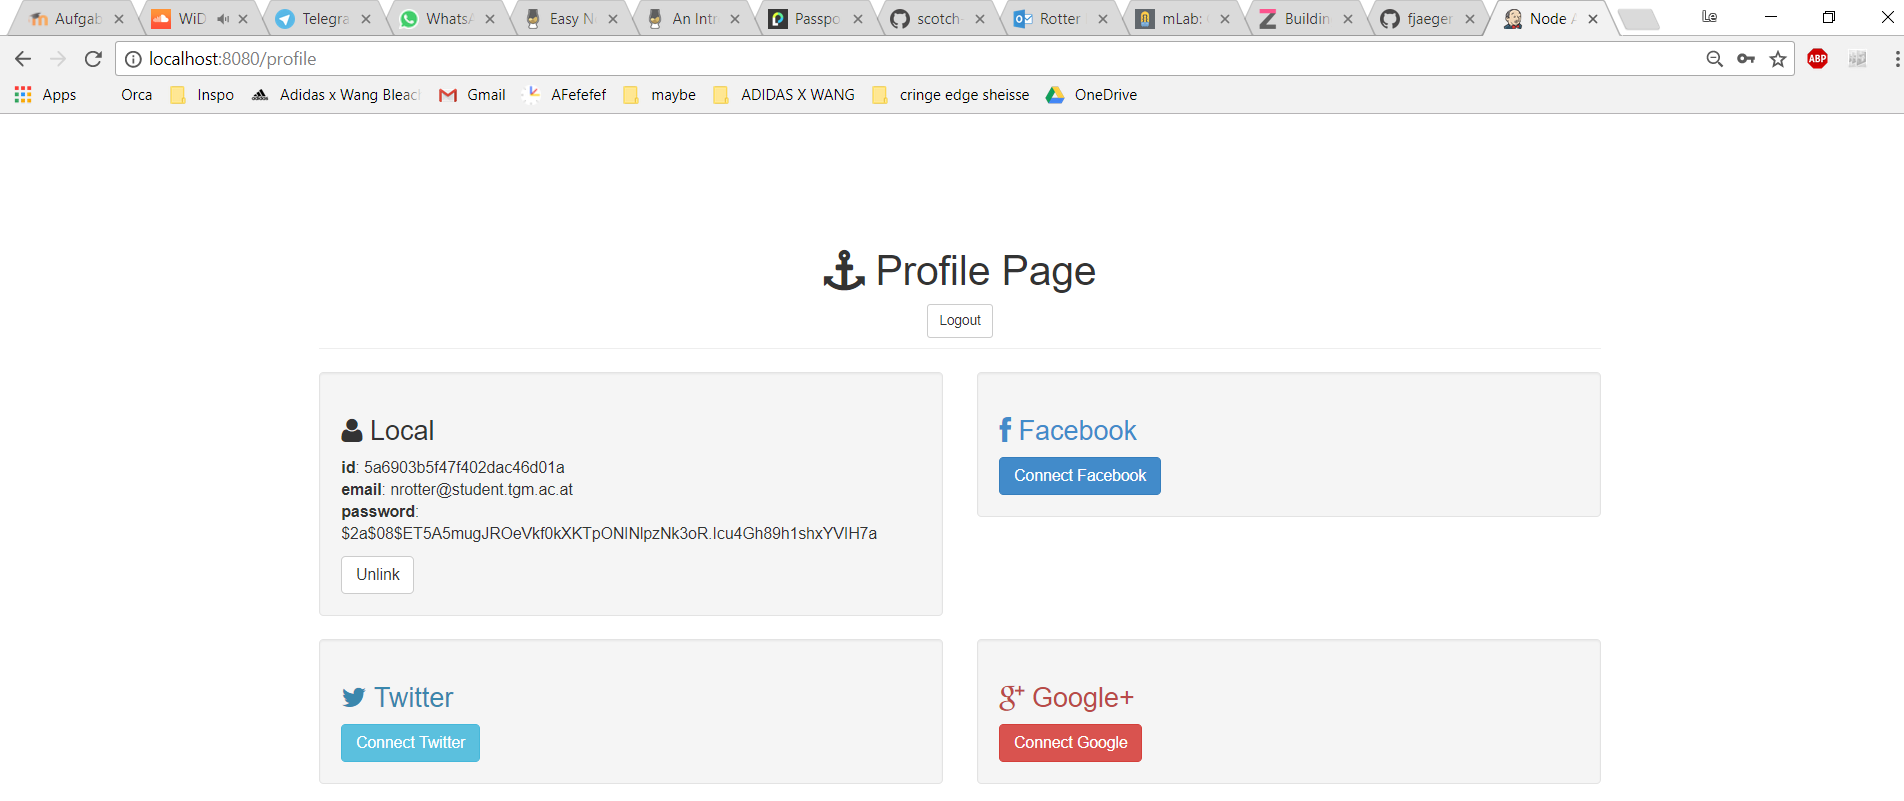 Aufgab WiD Telegra WhatsA Easy N An Intr Passpo scotch- Rotter mLab: Buildin fjaeger Node A Le
localhost:8080/profile
Apps Orca Inspo Adidas x Wang Bleac Gmail AFefefef maybe ADIDAS X WANG cringe edge sheisse OneDrive
Profile Page
Logout
Local
id: 5a6903b5f47f402dac46d01a
email: nrotter@student.tgm.ac.at
password:
$2a$08$ET5A5mugJROeVkf0kXKTpONINlpzNk3oR.Icu4Gh89h1shxYVIH7a
Unlink
Facebook
Connect Facebook
Twitter
Connect Twitter
Google+
Connect Google